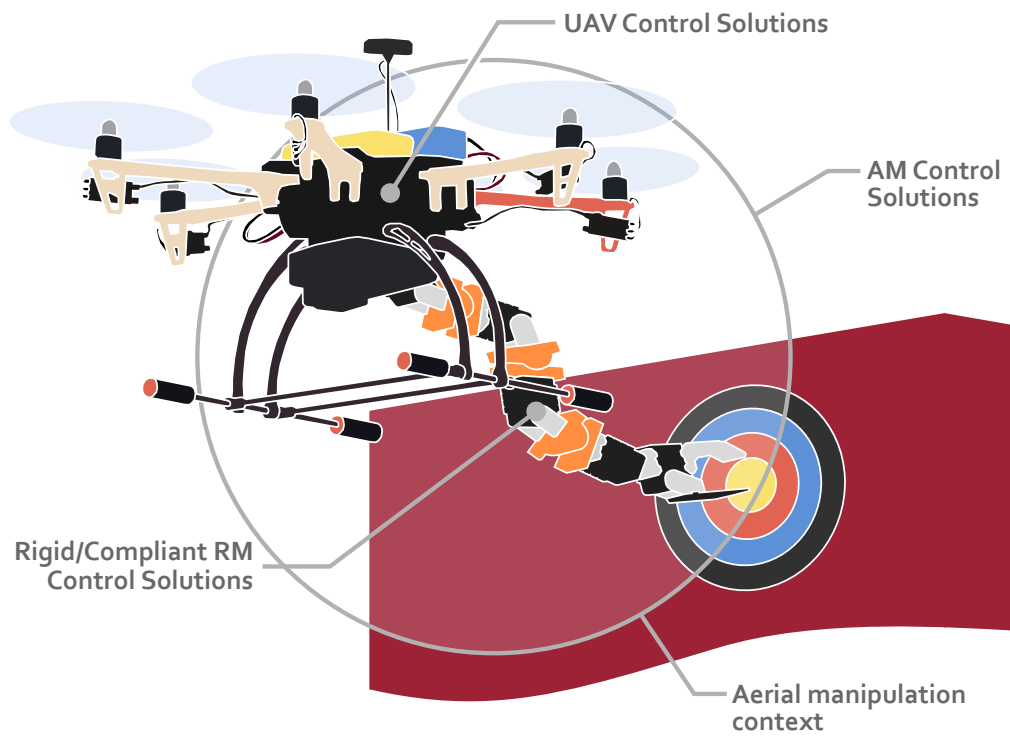 UAV Control Solutions
AM Control
Solutions
Rigid/Compliant RM
Control Solutions
Aerial manipulation
context